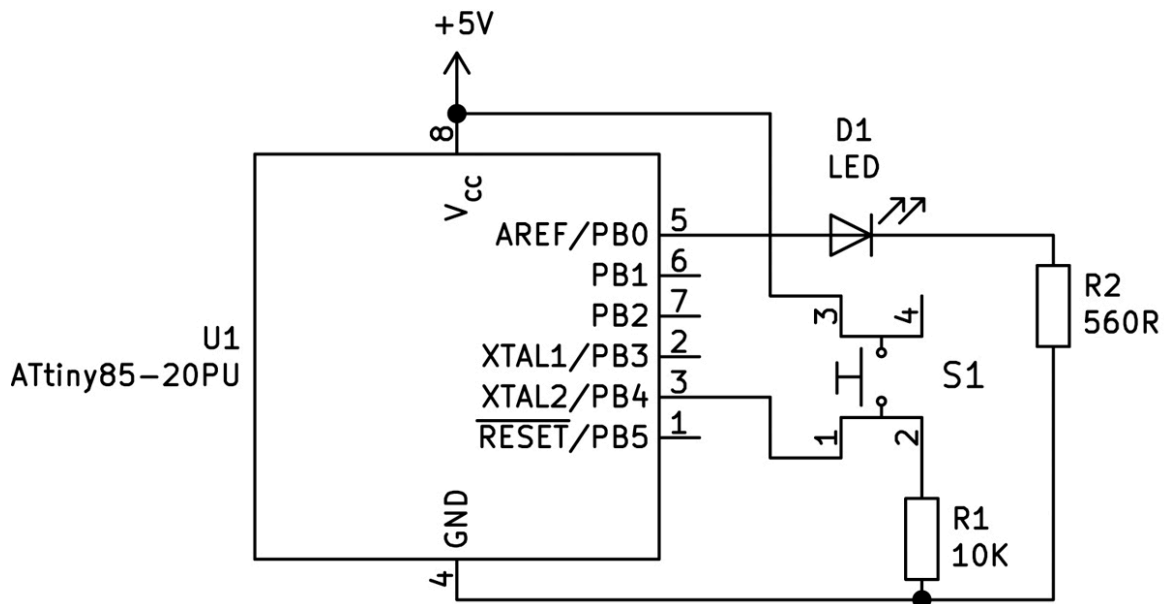 +5V
8
VCC
D1
LED
AREF/PB0
5
PB1
6
PB2
7
XTAL1/PB3
2
XTAL2/PB4
3
RESET/PB5
1
U1
ATtiny85-20PU
3
4
S1
1
2
R2
560R
R1
10K
GND
4